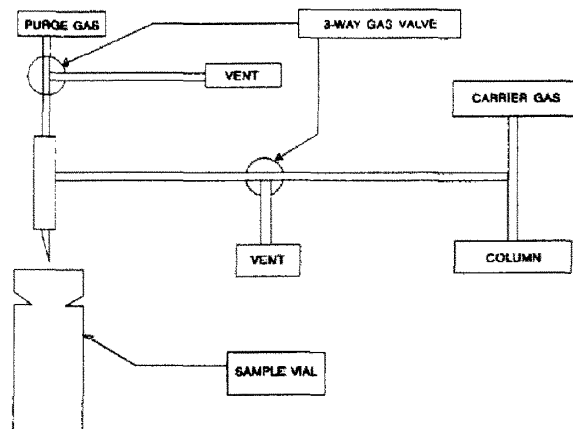 PURGE GAS
3-WAY GAS VALVE
VENT
CARRIER GAS
VENT
COLUMN
SAMPLE VIAL